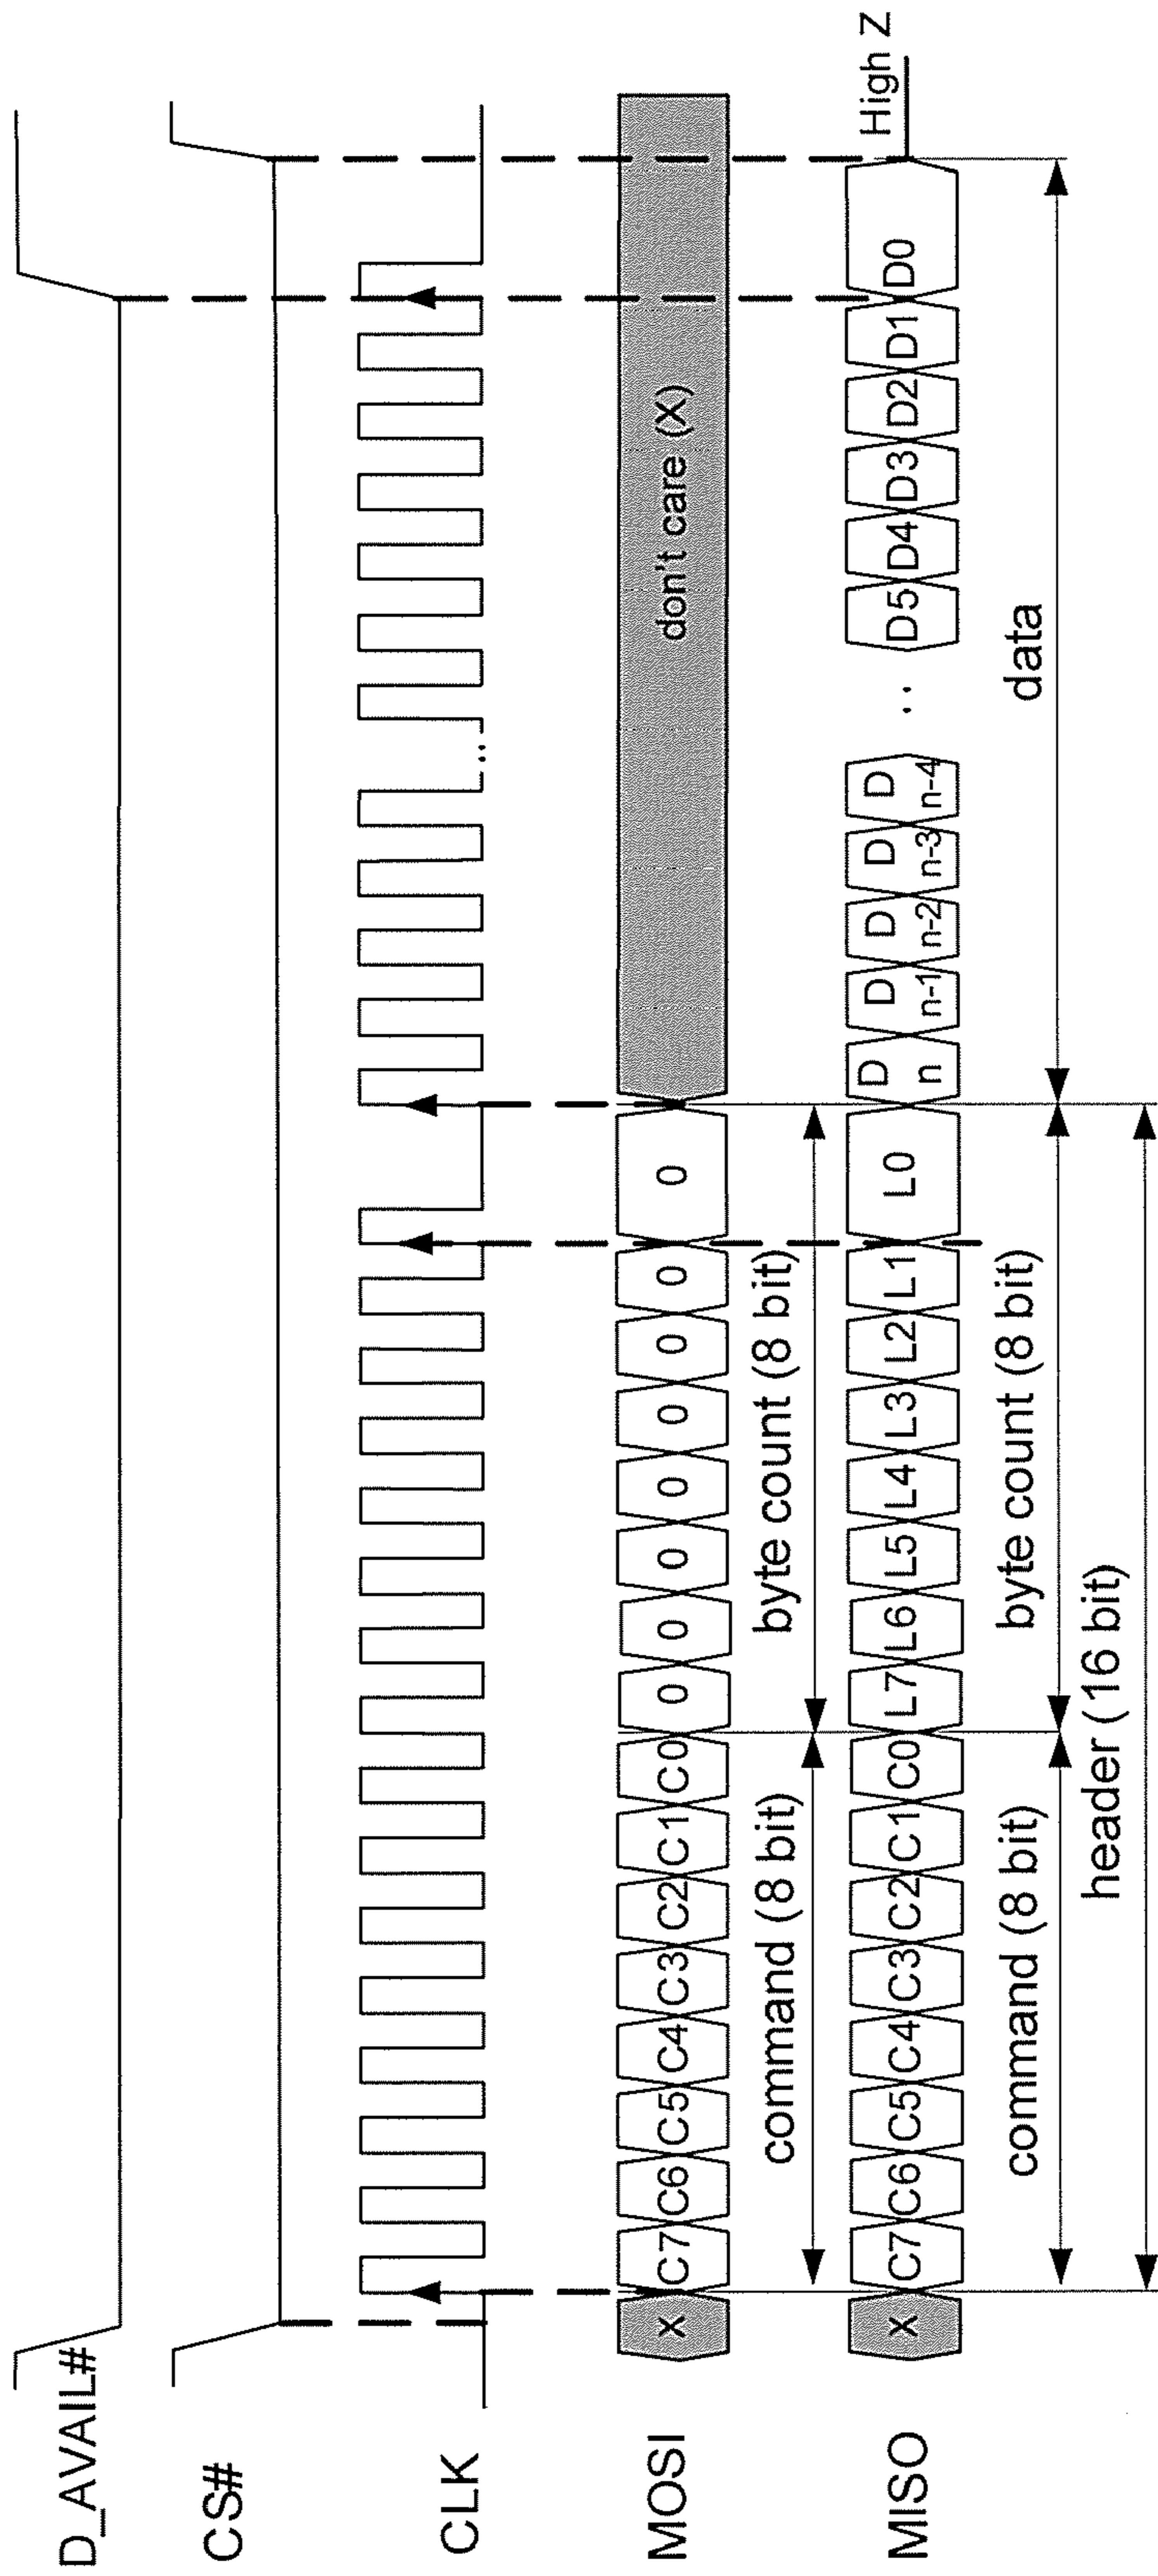 D_AVAIL#
CS#
CLK
..
MOSI
X C7 C6 C5 C4 C3 C2 C1 C0 0 0 0 0 0 0 0 0 don't care (X)
command (8 bit) byte count (8 bit)
MISO
X C7 C6 C5 C4 C3 C2 C1 C0 L7 L6 L5 L4 L3 L2 L1 L0 D n D n-1 D n-2 D n-3 D n-4 .. D5 D4 D3 D2 D1 D0 High Z
command (8 bit) byte count (8 bit) data
header (16 bit)